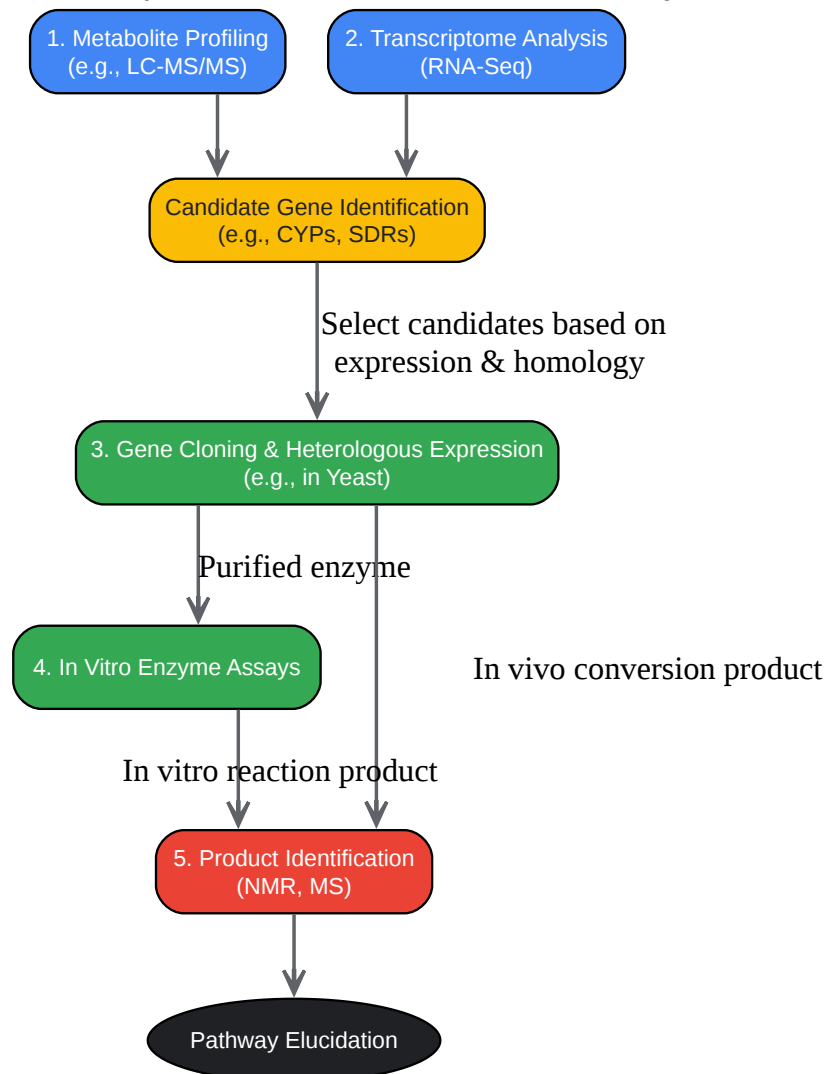 1. Metabolite Profiling
(e.g., LC-MS/MS)
2. Transcriptome Analysis
(RNA-Seq)
Candidate Gene Identification
(e.g., CYPs, SDRs)
Select candidates based on
expression & homology
3. Gene Cloning & Heterologous Expression
(e.g., in Yeast)
Purified enzyme
4. In Vitro Enzyme Assays
In vivo conversion product
In vitro reaction product
5. Product Identification
(NMR, MS)
Pathway Elucidation